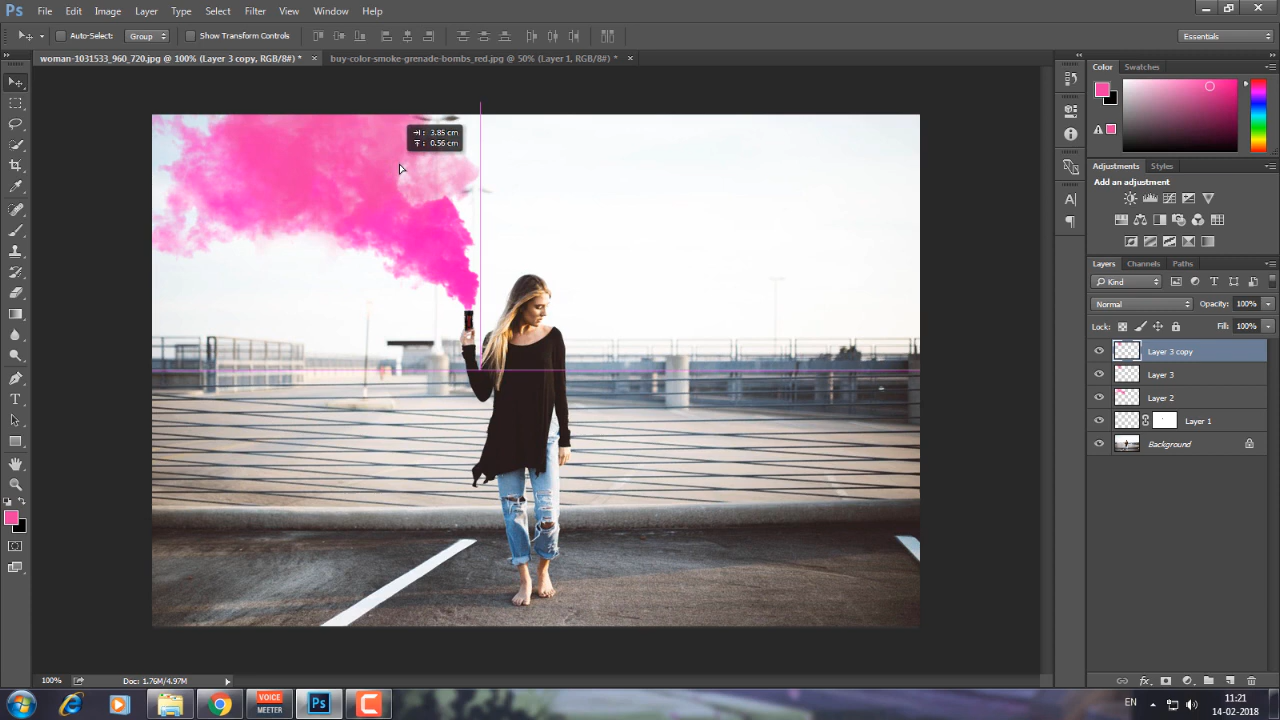 Ps File Edit Image Layer Type Select Filter View Window Help
Auto-Select: Group Show Transform Controls Essentials
woman-1031533_960_720.jpg @ 100% (Layer 3 copy, RGB/8#) * × buy-color-smoke-grenade-bombs_red.jpg @ 50% (Layer 1, RGB/8#) * ×
Color Swatches
3.85 cm
0.56 cm
Adjustments Styles
Add an adjustment
Layers Channels Paths
Kind
Normal Opacity: 100%
Lock: Fill: 100%
Layer 3 copy
Layer 3
Layer 2
Layer 1
Background
100% Doc: 1.76M/4.97M
VOICE
MEETER
Ps
EN
11:21
14-02-2018